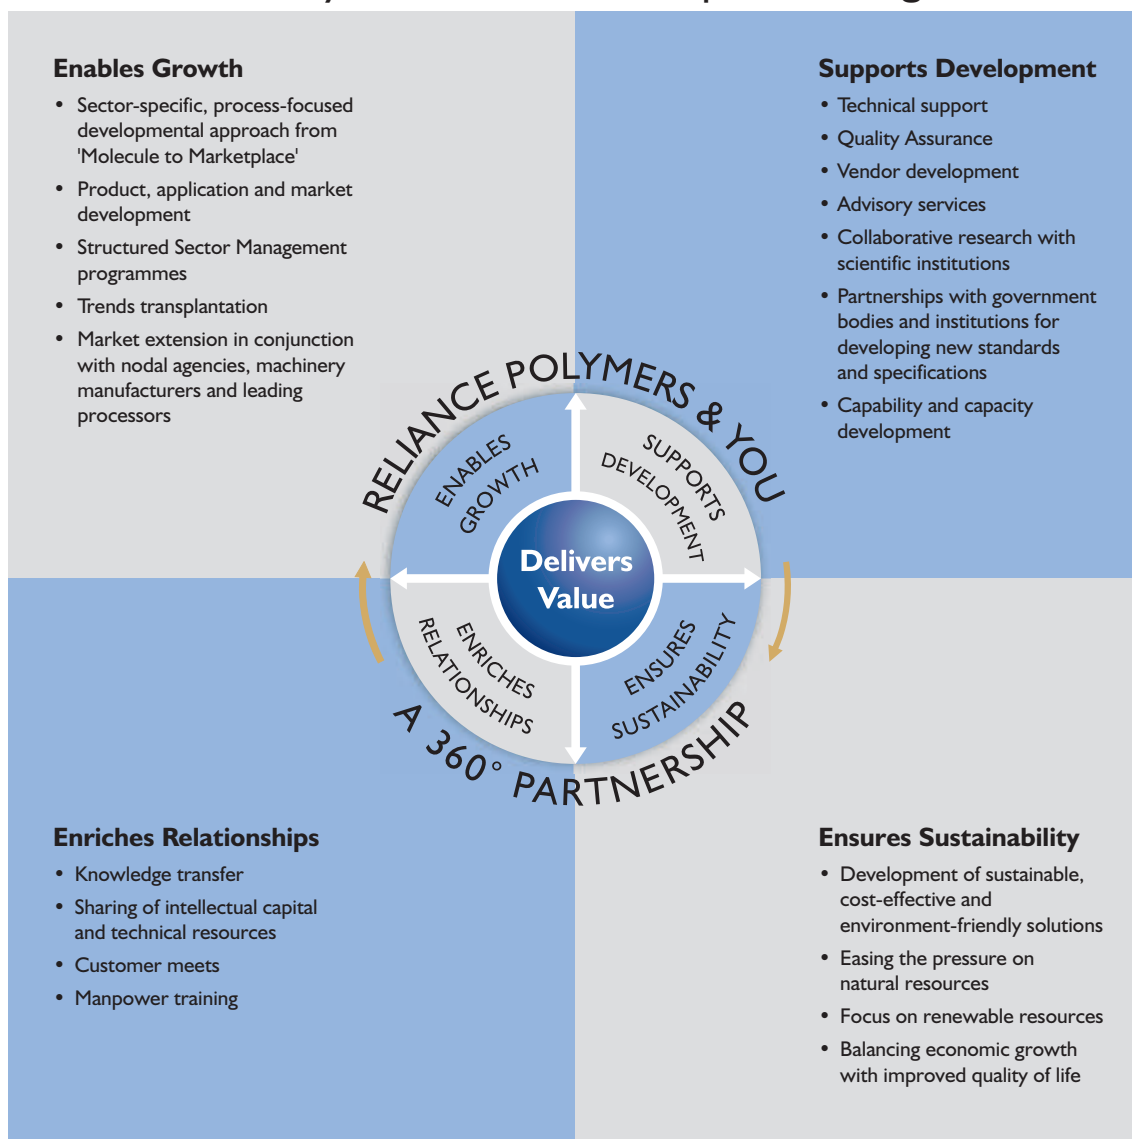 Enables Growth
• Sector-specific, process-focused
developmental approach from
'Molecule to Marketplace'
• Product, application and market
development
• Structured Sector Management
programmes
• Trends transplantation
• Market extension in conjunction
with nodal agencies, machinery
manufacturers and leading
processors
Supports Development
• Technical support
• Quality Assurance
• Vendor development
• Advisory services
• Collaborative research with
scientific institutions
• Partnerships with government
bodies and institutions for
developing new standards
and specifications
• Capability and capacity
development
RELIANCE POLYMERS & YOU
ENABLES
GROWTH
SUPPORTS
DEVELOPMENT
Delivers
Value
ENRICHES
RELATIONSHIPS
ENSURES
SUSTAINABILITY
A 360° PARTNERSHIP
Enriches Relationships
• Knowledge transfer
• Sharing of intellectual capital
and technical resources
• Customer meets
• Manpower training
Ensures Sustainability
• Development of sustainable,
cost-effective and
environment-friendly solutions
• Easing the pressure on
natural resources
• Focus on renewable resources
• Balancing economic growth
with improved quality of life